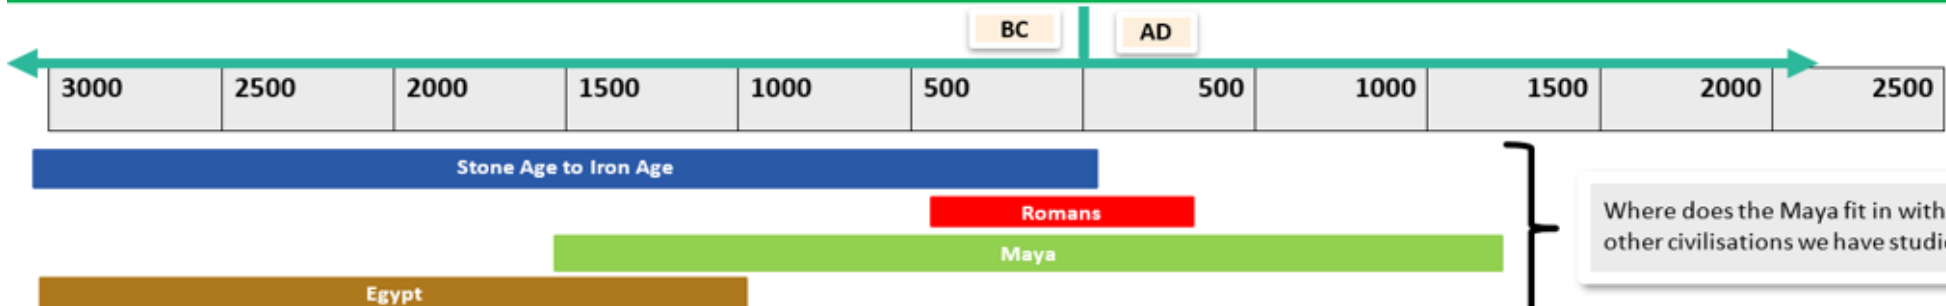 BC AD
3000 2500 2000 1500 1000 500 500 1000 1500 2000 2500
Stone Age to Iron Age
Romans
Maya
Egypt
Where does the Maya fit in with
other civilisations we have